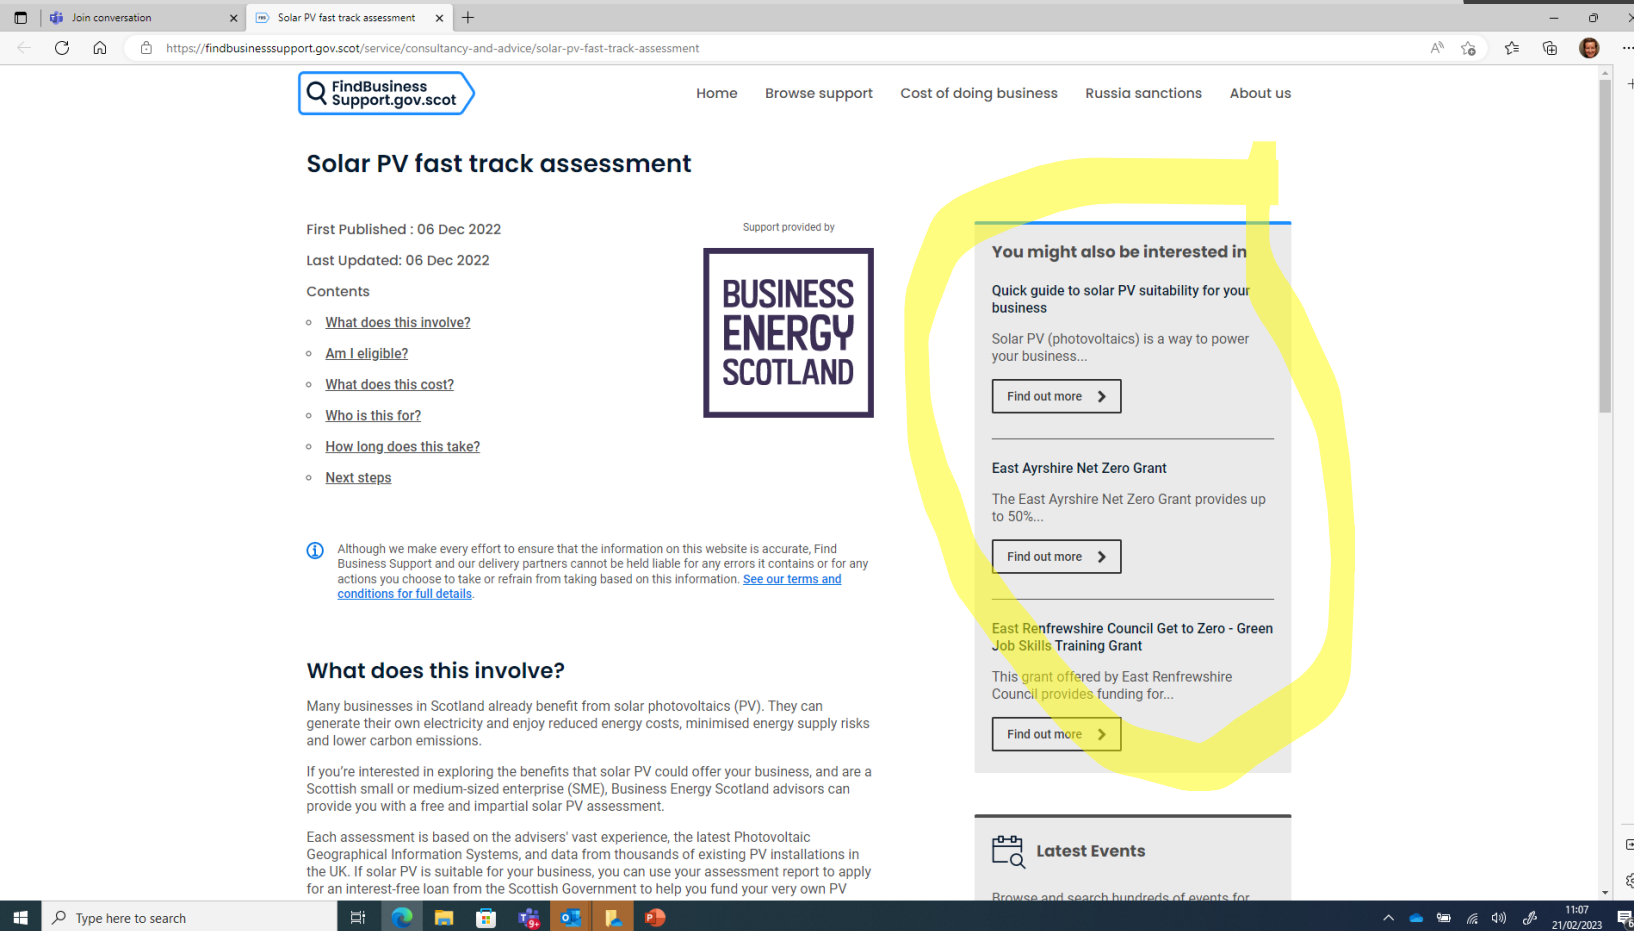 Join conversation
Solar PV fast track assessment
https://findbusinesssupport.gov.scot/service/consultancy-and-advice/solar-pv-fast-track-assessment
FindBusiness
Support.gov.scot
Home
Browse support
Cost of doing business
Russia sanctions
About us
Solar PV fast track assessment
First Published : 06 Dec 2022
Last Updated: 06 Dec 2022
Contents
What does this involve?
Am I eligible?
What does this cost?
Who is this for?
How long does this take?
Next steps
Support provided by
BUSINESS
ENERGY
SCOTLAND
Although we make every effort to ensure that the information on this website is accurate, Find
Business Support and our delivery partners cannot be held liable for any errors it contains or for any
actions you choose to take or refrain from taking based on this information. See our terms and
conditions for full details.
What does this involve?
Many businesses in Scotland already benefit from solar photovoltaics (PV). They can
generate their own electricity and enjoy reduced energy costs, minimised energy supply risks
and lower carbon emissions.
If you're interested in exploring the benefits that solar PV could offer your business, and are a
Scottish small or medium-sized enterprise (SME), Business Energy Scotland advisors can
provide you with a free and impartial solar PV assessment.
Each assessment is based on the advisers' vast experience, the latest Photovoltaic
Geographical Information Systems, and data from thousands of existing PV installations in
the UK. If solar PV is suitable for your business, you can use your assessment report to apply
for an interest-free loan from the Scottish Government to help you fund your very own PV
You might also be interested in
Quick guide to solar PV suitability for your
business
Solar PV (photovoltaics) is a way to power
your business...
Find out more
East Ayrshire Net Zero Grant
The East Ayrshire Net Zero Grant provides up
to 50%...
Find out more
East Renfrewshire Council Get to Zero - Green
Job Skills Training Grant
This grant offered by East Renfrewshire
Council provides funding for...
Find out more
Latest Events
Browse and search hundreds of events for
Type here to search
9+
11:07
21/02/2023